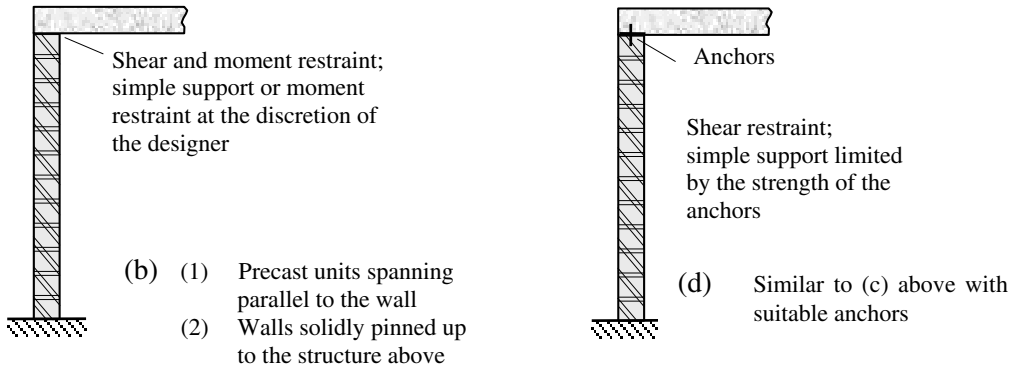 Shear and moment restraint;
simple support or moment
restraint at the discretion of
the designer
(b) (1) Precast units spanning
parallel to the wall
(2) Walls solidly pinned up
to the structure above
Anchors
Shear restraint;
simple support limited
by the strength of the
anchors
(d) Similar to (c) above with
suitable anchors